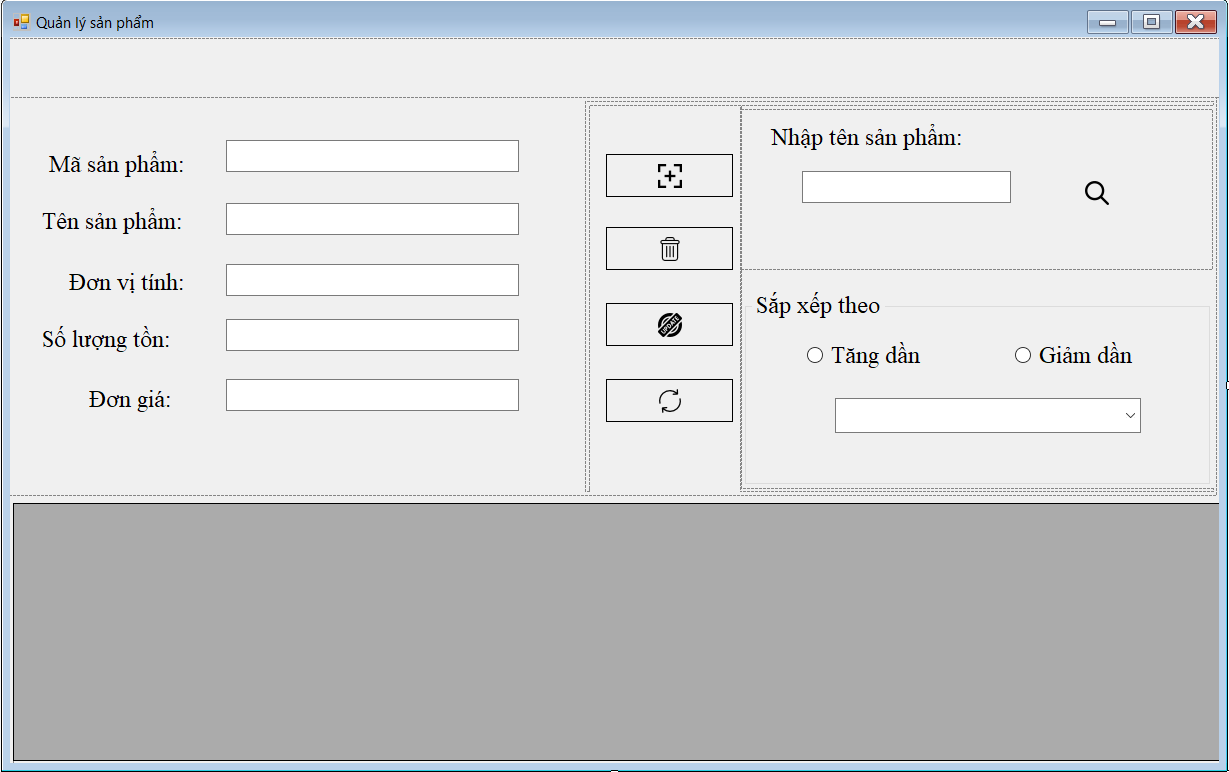 Quản lý sản phẩm
Mã sản phẩm:
Tên sản phẩm:
Đơn vị tính:
Số lượng tồn:
Đơn giá:
UPDATE
Nhập tên sản phẩm:
Sắp xếp theo
Tăng dần
Giảm dần